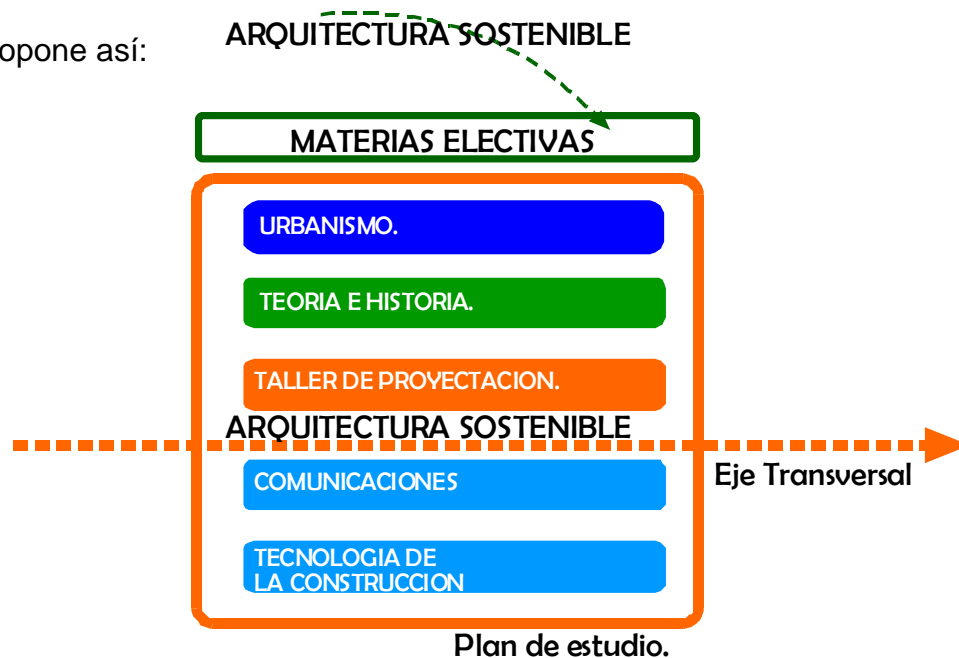 ARQUITECTURA SOSTENIBLE
opone así:
MATERIAS ELECTIVAS
URBANISMO.
TEORIA E HISTORIA.
TALLER DE PROYECTACION.
ARQUITECTURA SOSTENIBLE
Eje Transversal
COMUNICACIONES
TECNOLOGIA DE
LA CONSTRUCCION
Plan de estudio.